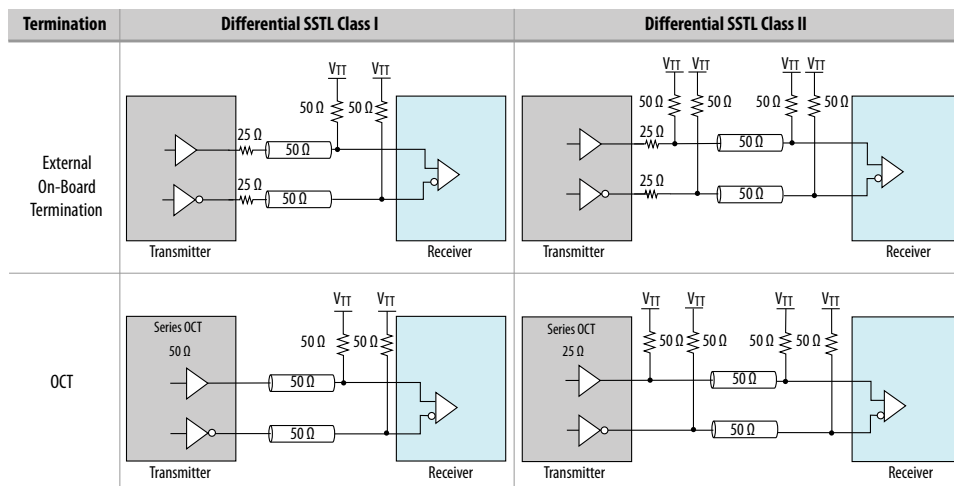 Termination
Differential SSTL Class I
Differential SSTL Class II
External
On-Board
Termination
VTT VTT
50 Ω 50 Ω
25 Ω
50 Ω
25 Ω
50 Ω
Transmitter
Receiver
VTT VTT VTT VTT
50 Ω 50 Ω 50 Ω 50 Ω
25 Ω
50 Ω
25 Ω
50 Ω
Transmitter
Receiver
OCT
VTT VTT
Series OCT
50 Ω
50 Ω 50 Ω
50 Ω
50 Ω
Transmitter
Receiver
VTT VTT VTT VTT
Series OCT
25 Ω
50 Ω 50 Ω 50 Ω 50 Ω
50 Ω
50 Ω
Transmitter
Receiver